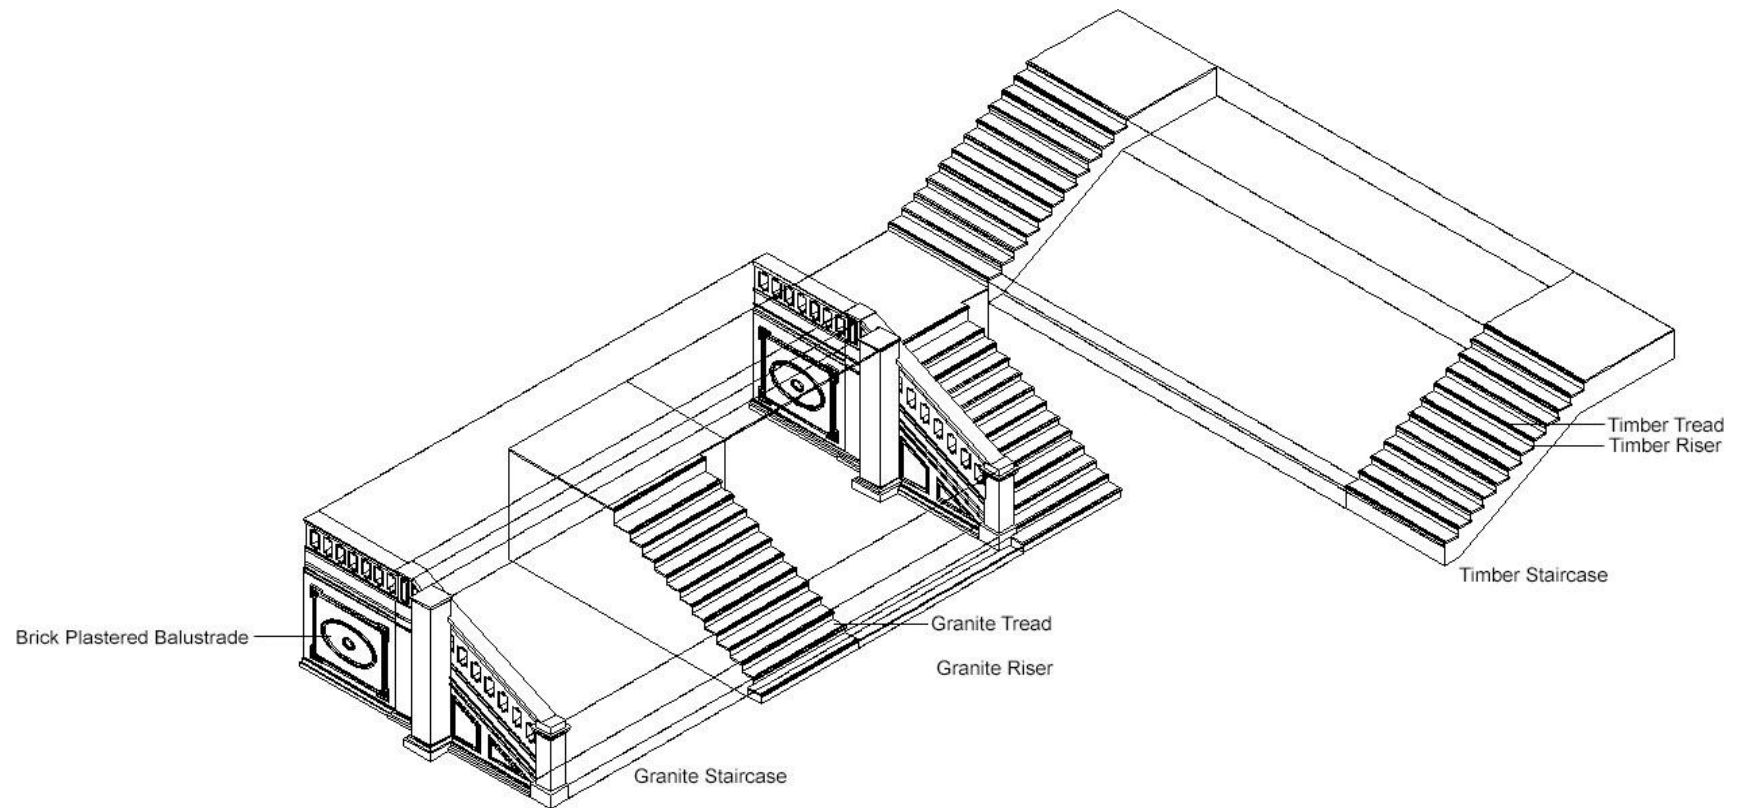 Timber Tread
Timber Riser
Timber Staircase
Granite Tread
Brick Plastered Balustrade
Granite Riser
Granite Staircase